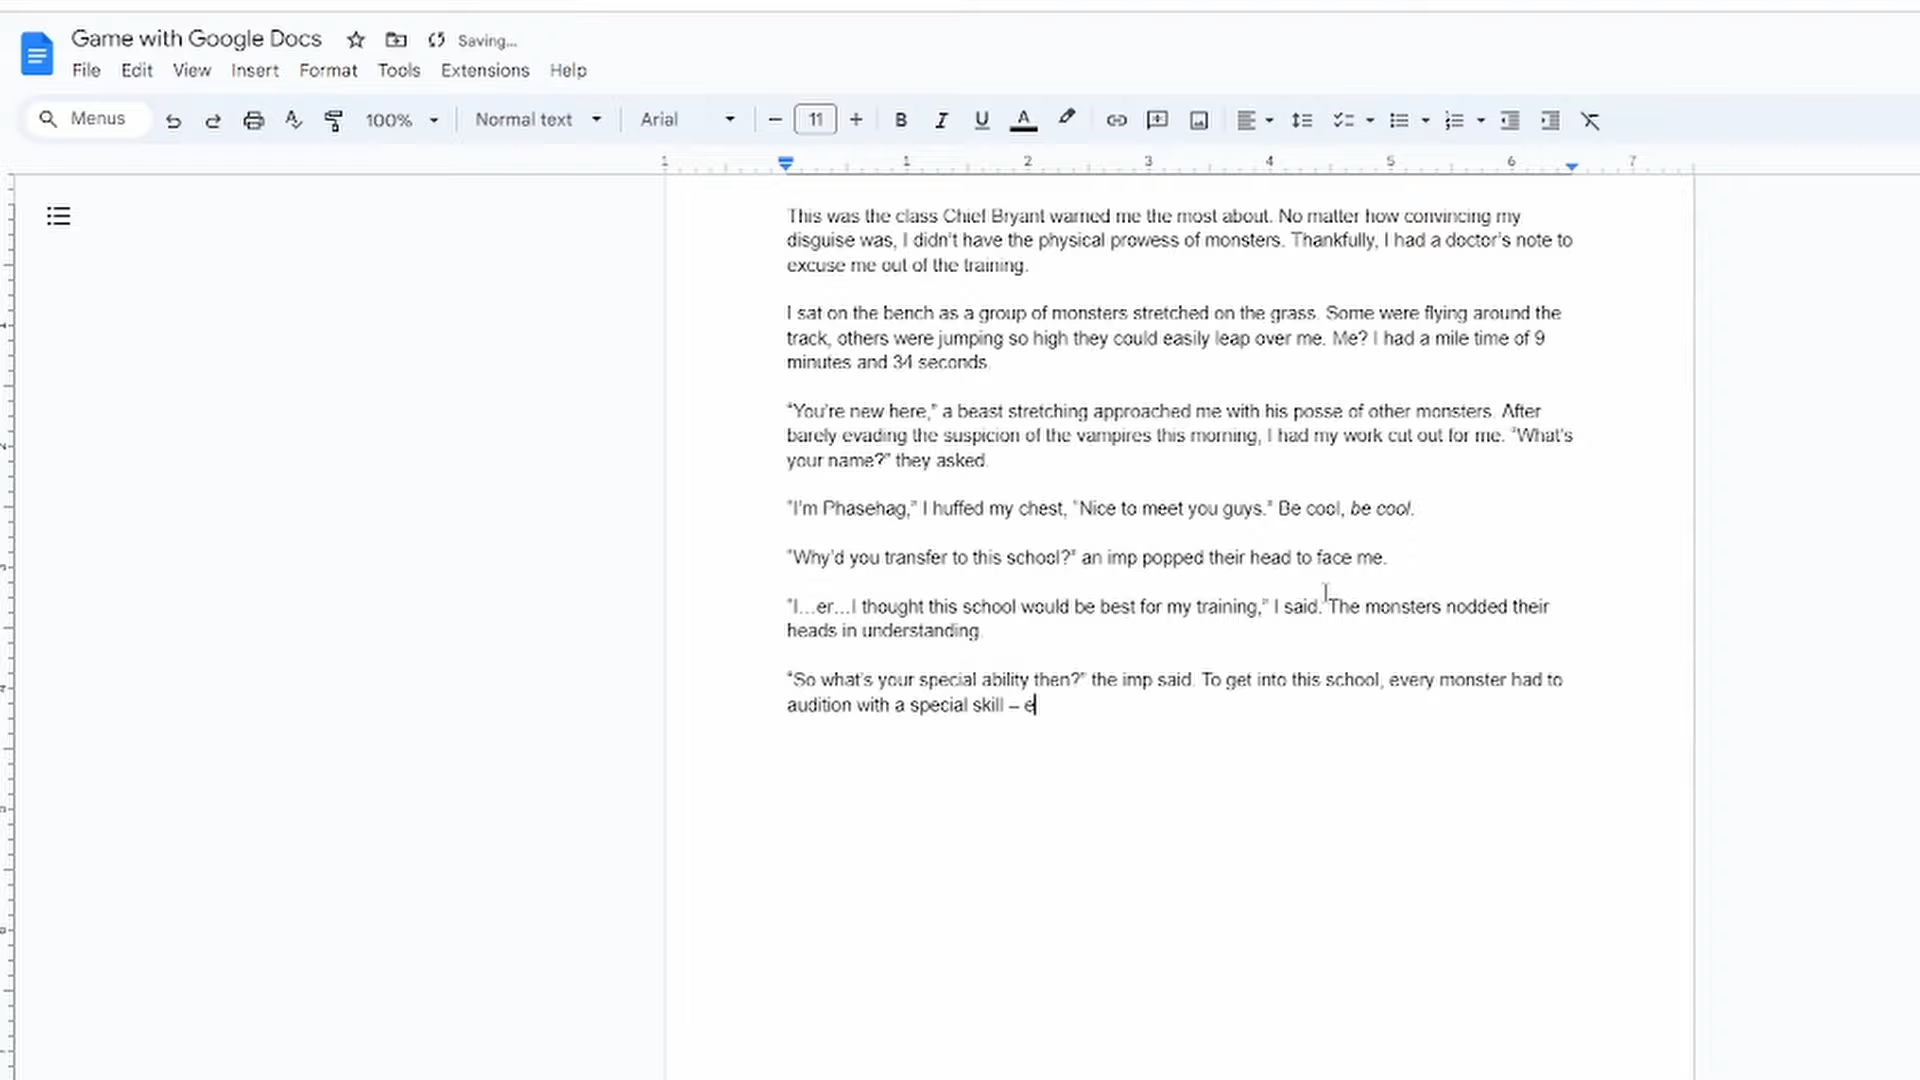 Game with Google Docs Saving...
File Edit View Insert Format Tools Extensions Help
Menus 100% Normal text Arial 11 B I U A
1 1 2 3 4 5 6 7
This was the class Chief Bryant warned me the most about. No matter how convincing my
disguise was, I didn't have the physical prowess of monsters. Thankfully, I had a doctor's note to
excuse me out of the training.
I sat on the bench as a group of monsters stretched on the grass. Some were flying around the
track, others were jumping so high they could easily leap over me. Me? I had a mile time of 9
minutes and 34 seconds.
“You're new here,” a beast stretching approached me with his posse of other monsters. After
barely evading the suspicion of the vampires this morning, I had my work cut out for me. “What's
your name?” they asked.
“I'm Phasehag,” I huffed my chest, “Nice to meet you guys.” Be cool, be cool.
“Why'd you transfer to this school?” an imp popped their head to face me.
“I…er…I thought this school would be best for my training,” I said. The monsters nodded their
heads in understanding.
“So what's your special ability then?” the imp said. To get into this school, every monster had to
audition with a special skill – e